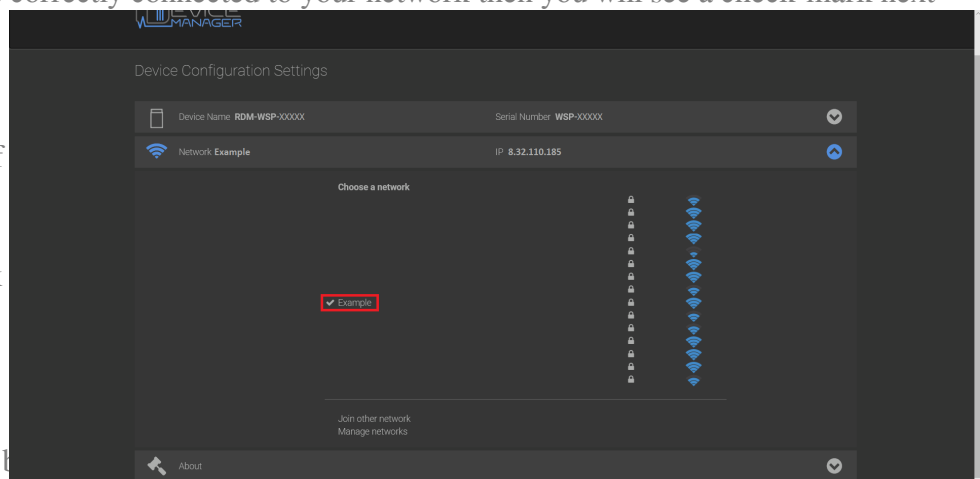 correctly connected to your network then you will see a check-mark next
DEVICE
MANAGER
Device Configuration Settings
Device Name RDM-WSP-XXXXX Serial Number WSP-XXXXX
Network Example IP 8.32.110.185
Choose a network
✔ Example
Join other network
Manage networks
About